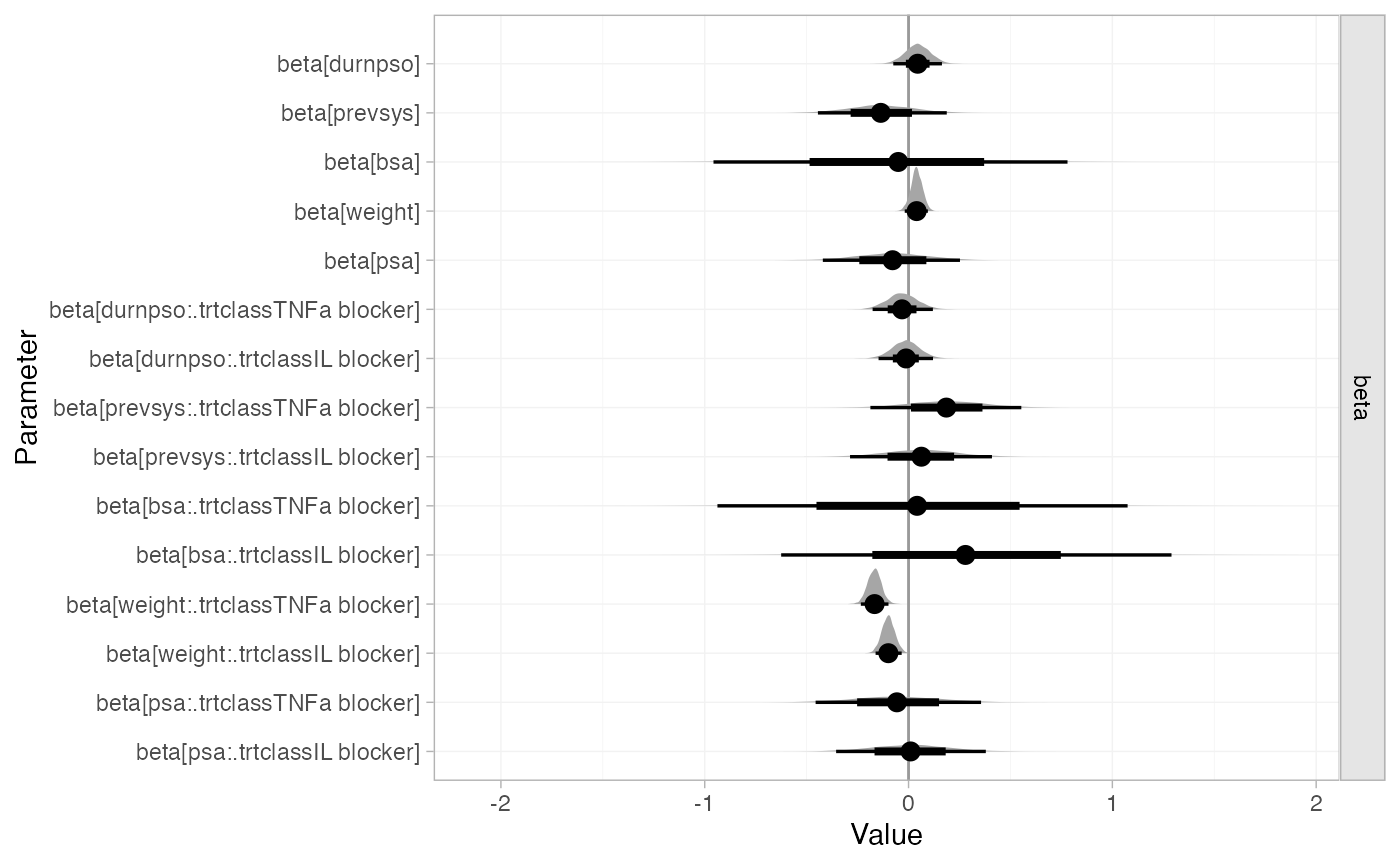 beta[durnpso]
beta[prevsys]
beta[bsa]
beta[weight]
beta[psa]
beta[durnpso:.trtclassTNFa blocker]
beta[durnpso:.trtclassIL blocker]
beta[prevsys:.trtclassTNFa blocker]
beta[prevsys:.trtclassIL blocker]
beta[bsa:.trtclassTNFa blocker]
beta[bsa:.trtclassIL blocker]
beta[weight:.trtclassTNFa blocker]
beta[weight:.trtclassIL blocker]
beta[psa:.trtclassTNFa blocker]
beta[psa:.trtclassIL blocker]
Parameter
beta
-2 -1 0 1 2
Value